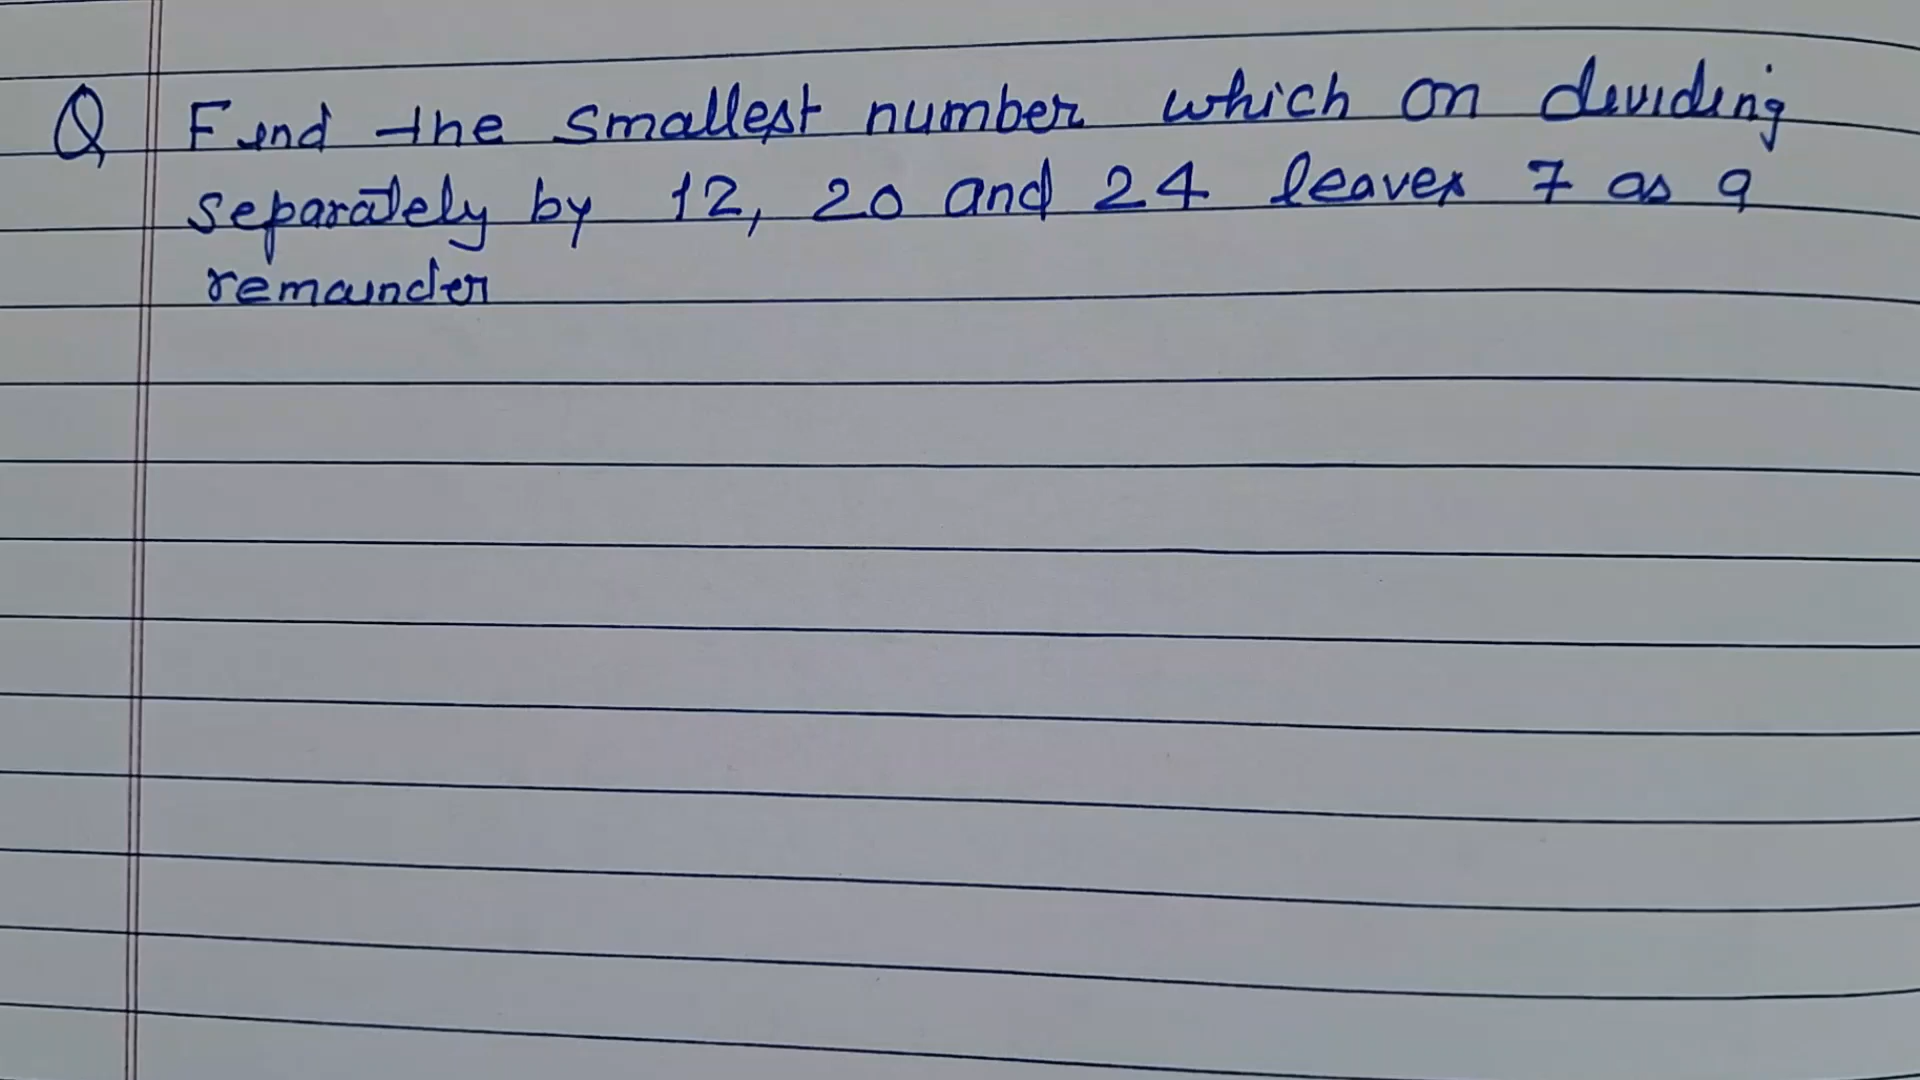 Q Find the smallest number which on dividing
separately by 12, 20 and 24 leaves 7 as a
remainder